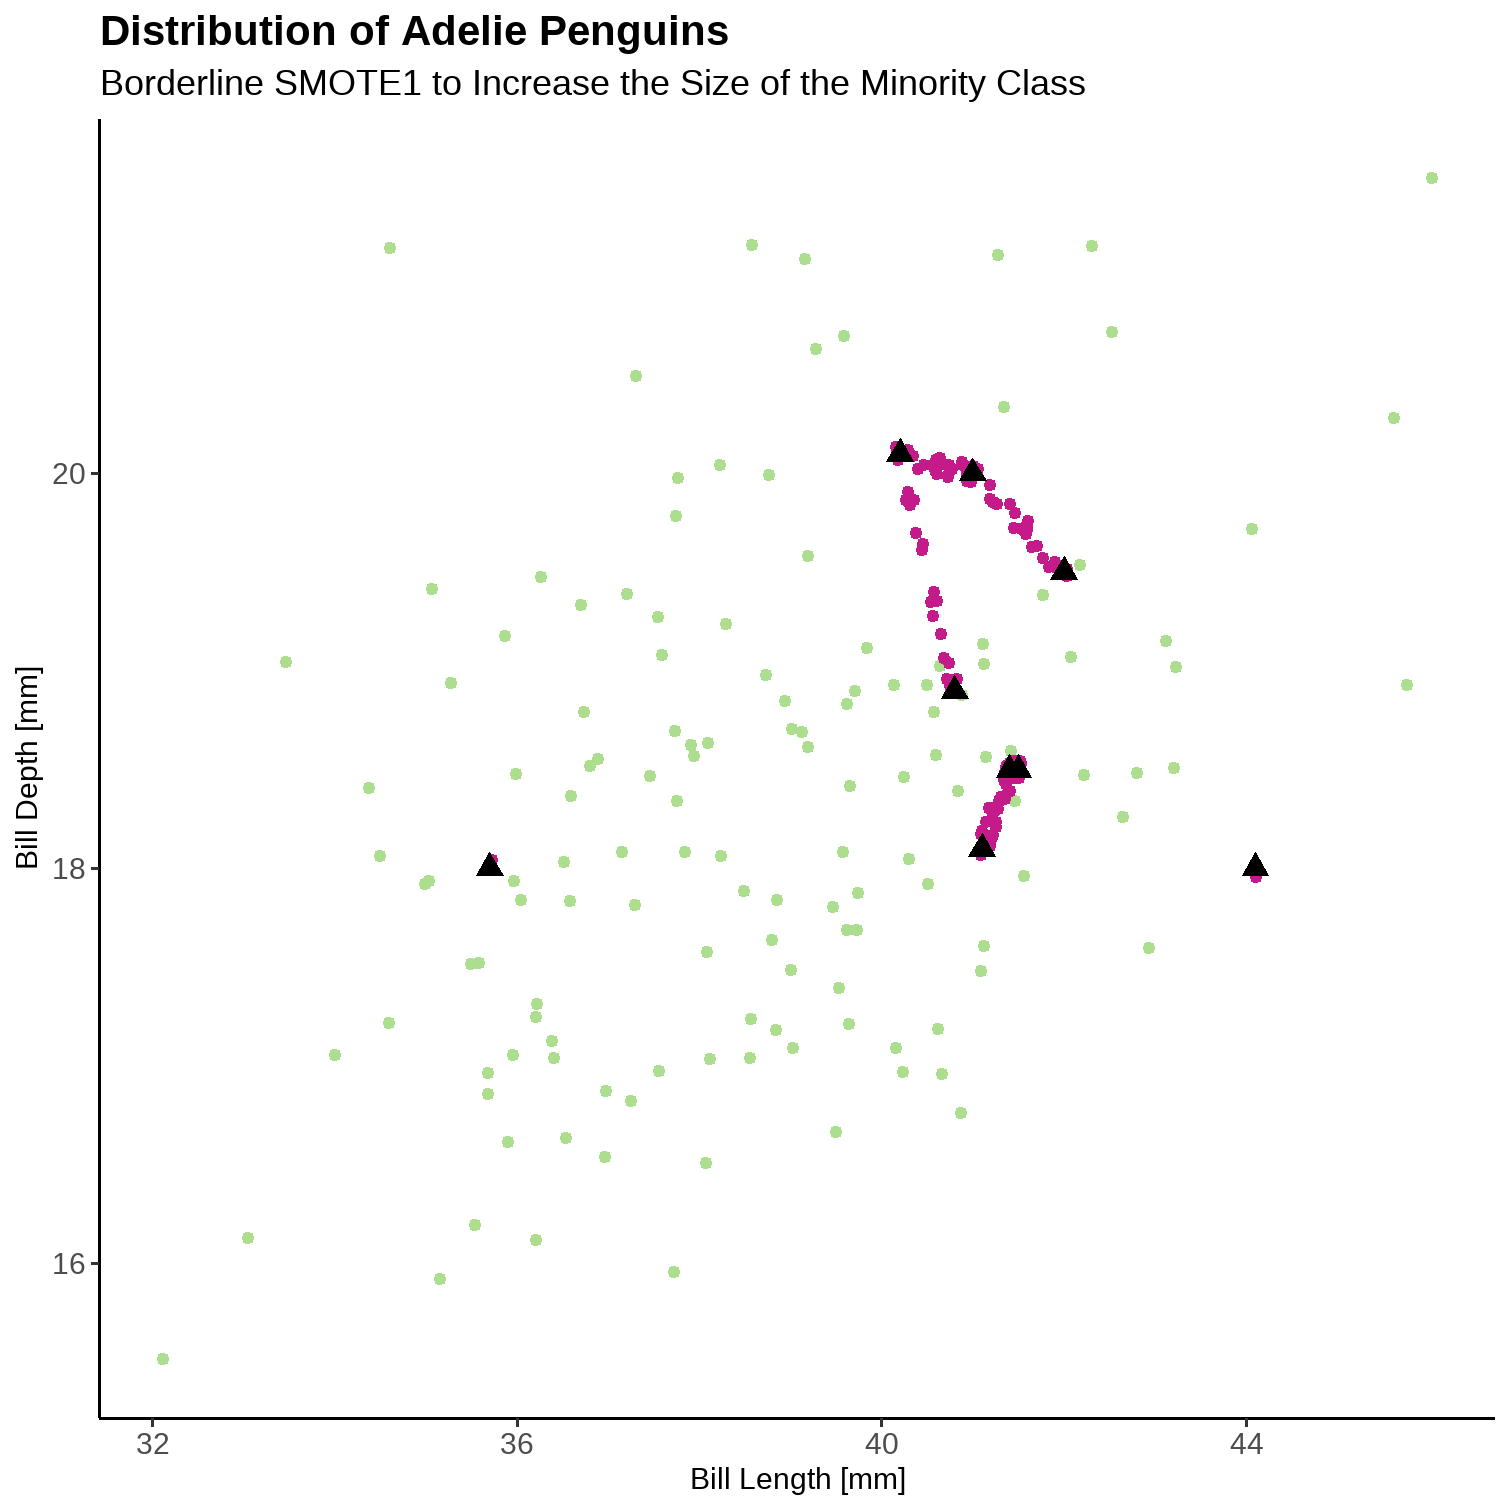 Distribution of Adelie Penguins
Borderline SMOTE1 to Increase the Size of the Minority Class
Bill Depth [mm]
20
18
16
32 36 40 44
Bill Length [mm]